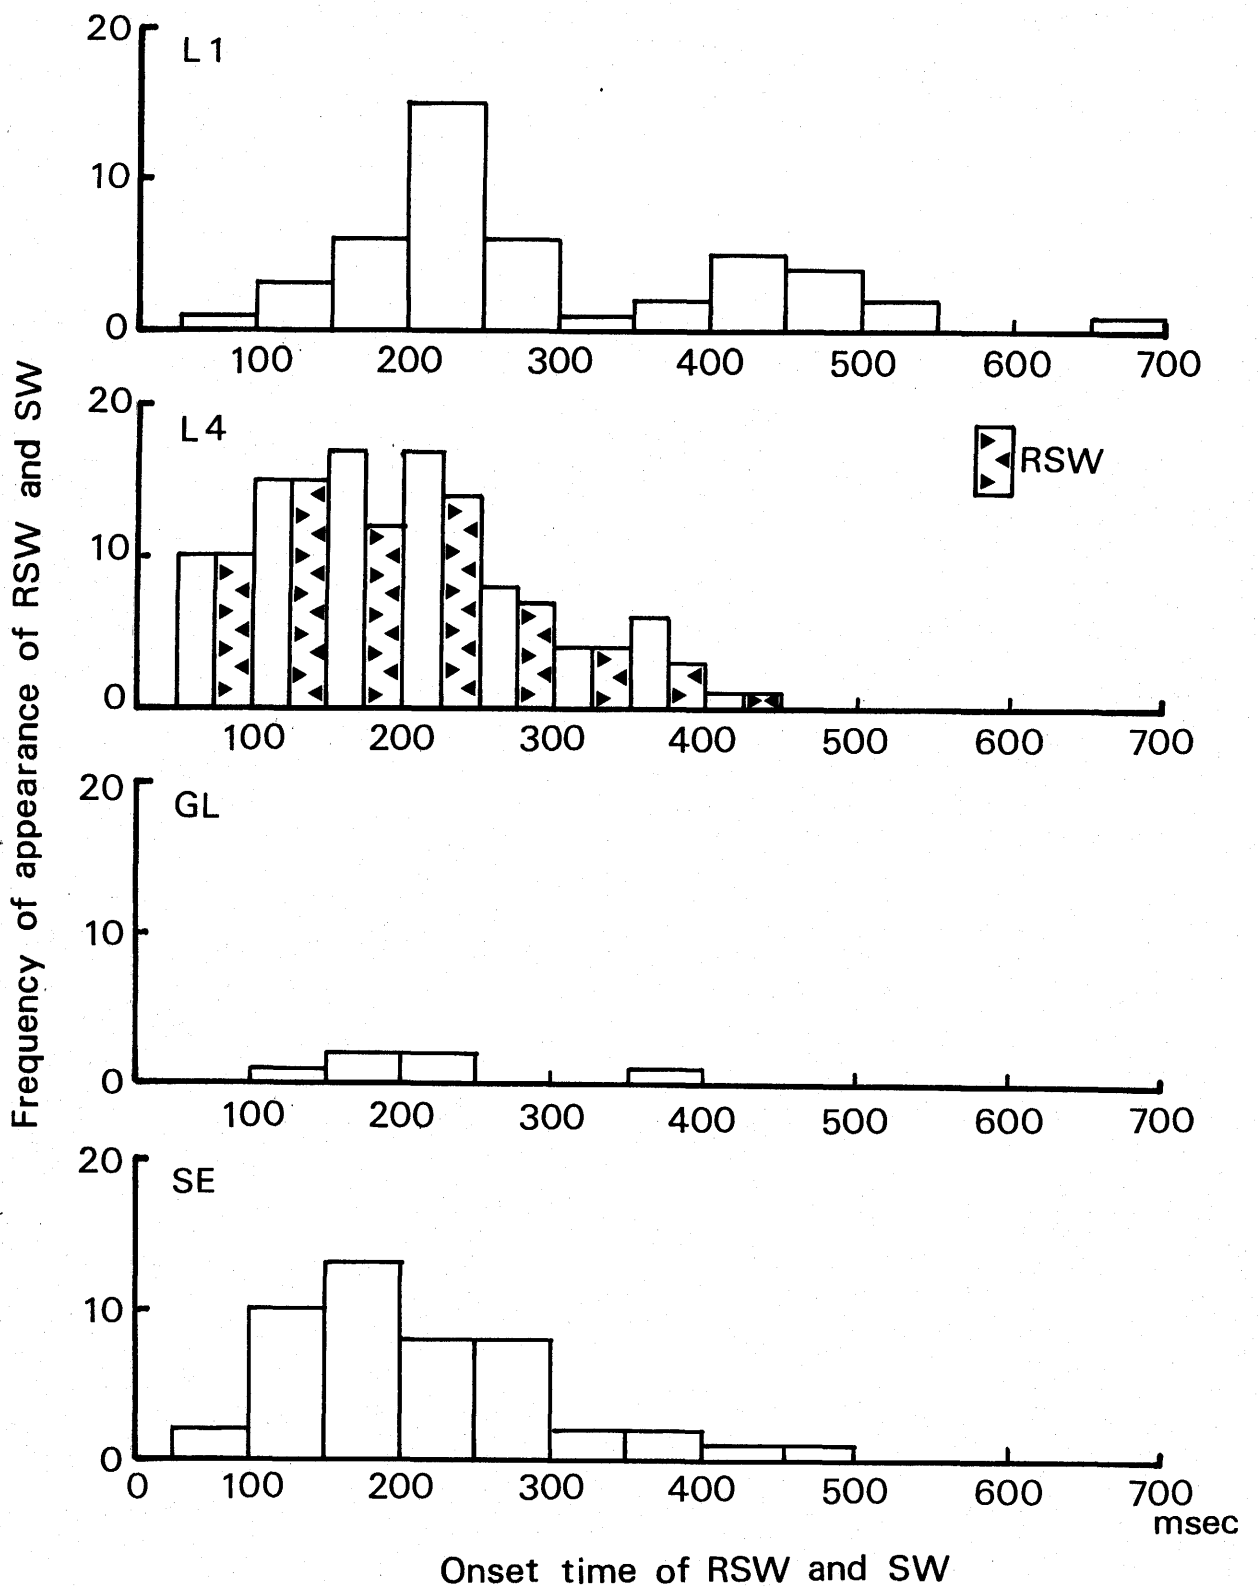 Frequency of appearance of RSW and SW
20
L1
10
0
100 200 300 400 500 600 700
20
L4
RSW
10
0
100 200 300 400 500 600 700
20
GL
10
0
100 200 300 400 500 600 700
20
SE
10
0
0 100 200 300 400 500 600 700
msec
Onset time of RSW and SW